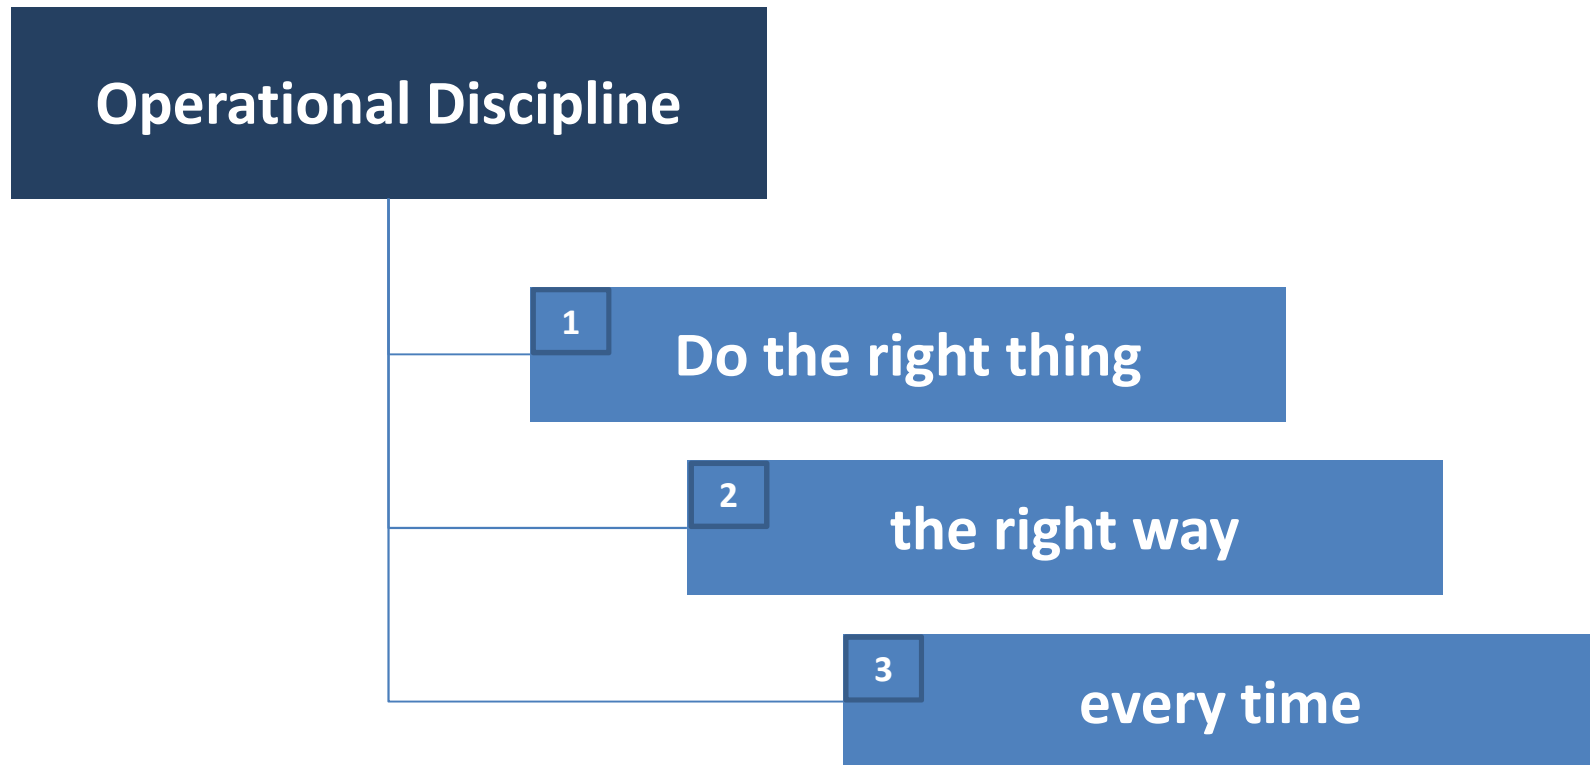 Operational Discipline
1
Do the right thing
2
the right way
3
every time